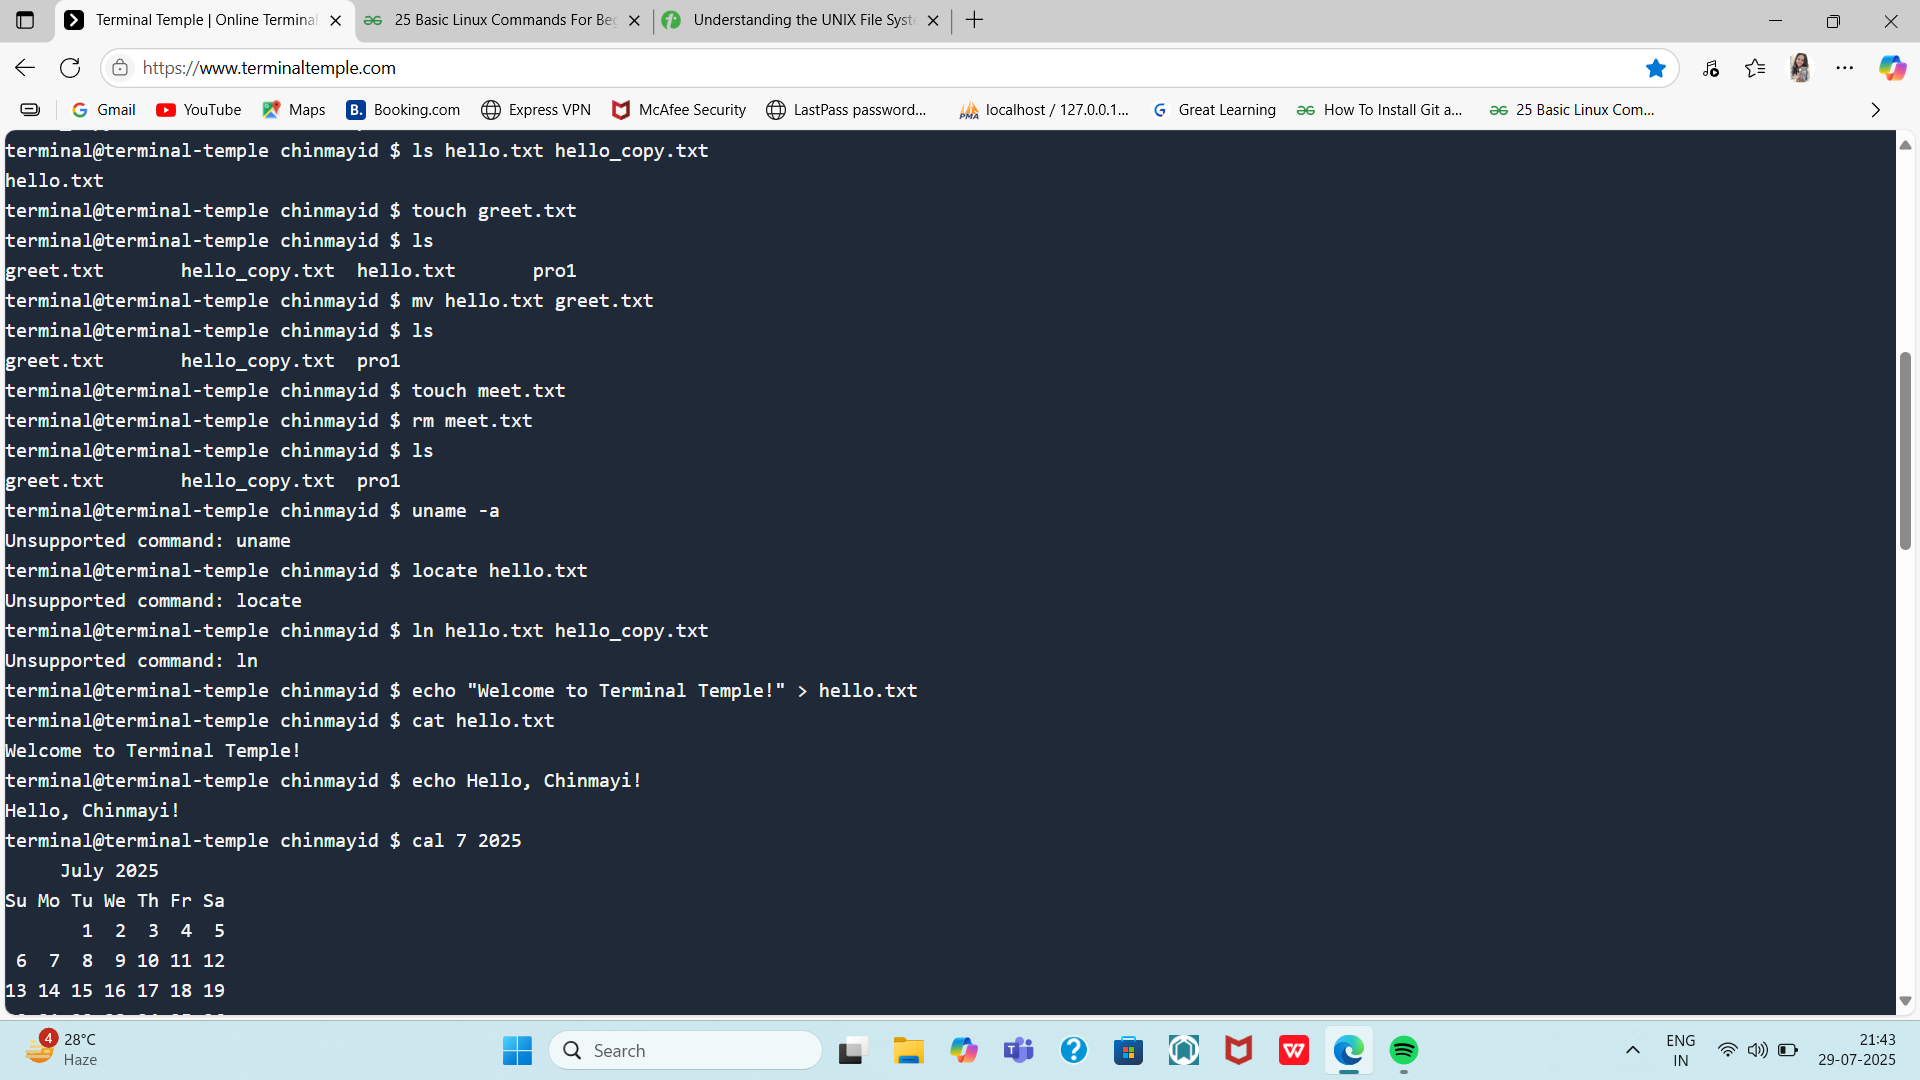 Terminal Temple | Online Terminal
25 Basic Linux Commands For Beg
Understanding the UNIX File Syste
https://www.terminaltemple.com
Gmail
YouTube
Maps
Booking.com
Express VPN
McAfee Security
LastPass password...
localhost / 127.0.0.1...
Great Learning
How To Install Git a...
25 Basic Linux Com...
terminal@terminal-temple chinmayid $ ls hello.txt hello_copy.txt
hello.txt
terminal@terminal-temple chinmayid $ touch greet.txt
terminal@terminal-temple chinmayid $ ls
greet.txt       hello_copy.txt  hello.txt       pro1
terminal@terminal-temple chinmayid $ mv hello.txt greet.txt
terminal@terminal-temple chinmayid $ ls
greet.txt       hello_copy.txt  pro1
terminal@terminal-temple chinmayid $ touch meet.txt
terminal@terminal-temple chinmayid $ rm meet.txt
terminal@terminal-temple chinmayid $ ls
greet.txt       hello_copy.txt  pro1
terminal@terminal-temple chinmayid $ uname -a
Unsupported command: uname
terminal@terminal-temple chinmayid $ locate hello.txt
Unsupported command: locate
terminal@terminal-temple chinmayid $ ln hello.txt hello_copy.txt
Unsupported command: ln
terminal@terminal-temple chinmayid $ echo "Welcome to Terminal Temple!" > hello.txt
terminal@terminal-temple chinmayid $ cat hello.txt
Welcome to Terminal Temple!
terminal@terminal-temple chinmayid $ echo Hello, Chinmayi!
Hello, Chinmayi!
terminal@terminal-temple chinmayid $ cal 7 2025
     July 2025
Su Mo Tu We Th Fr Sa
       1  2  3  4  5
 6  7  8  9 10 11 12
13 14 15 16 17 18 19
4
28°C
Haze
Search
ENG
IN
21:43
29-07-2025